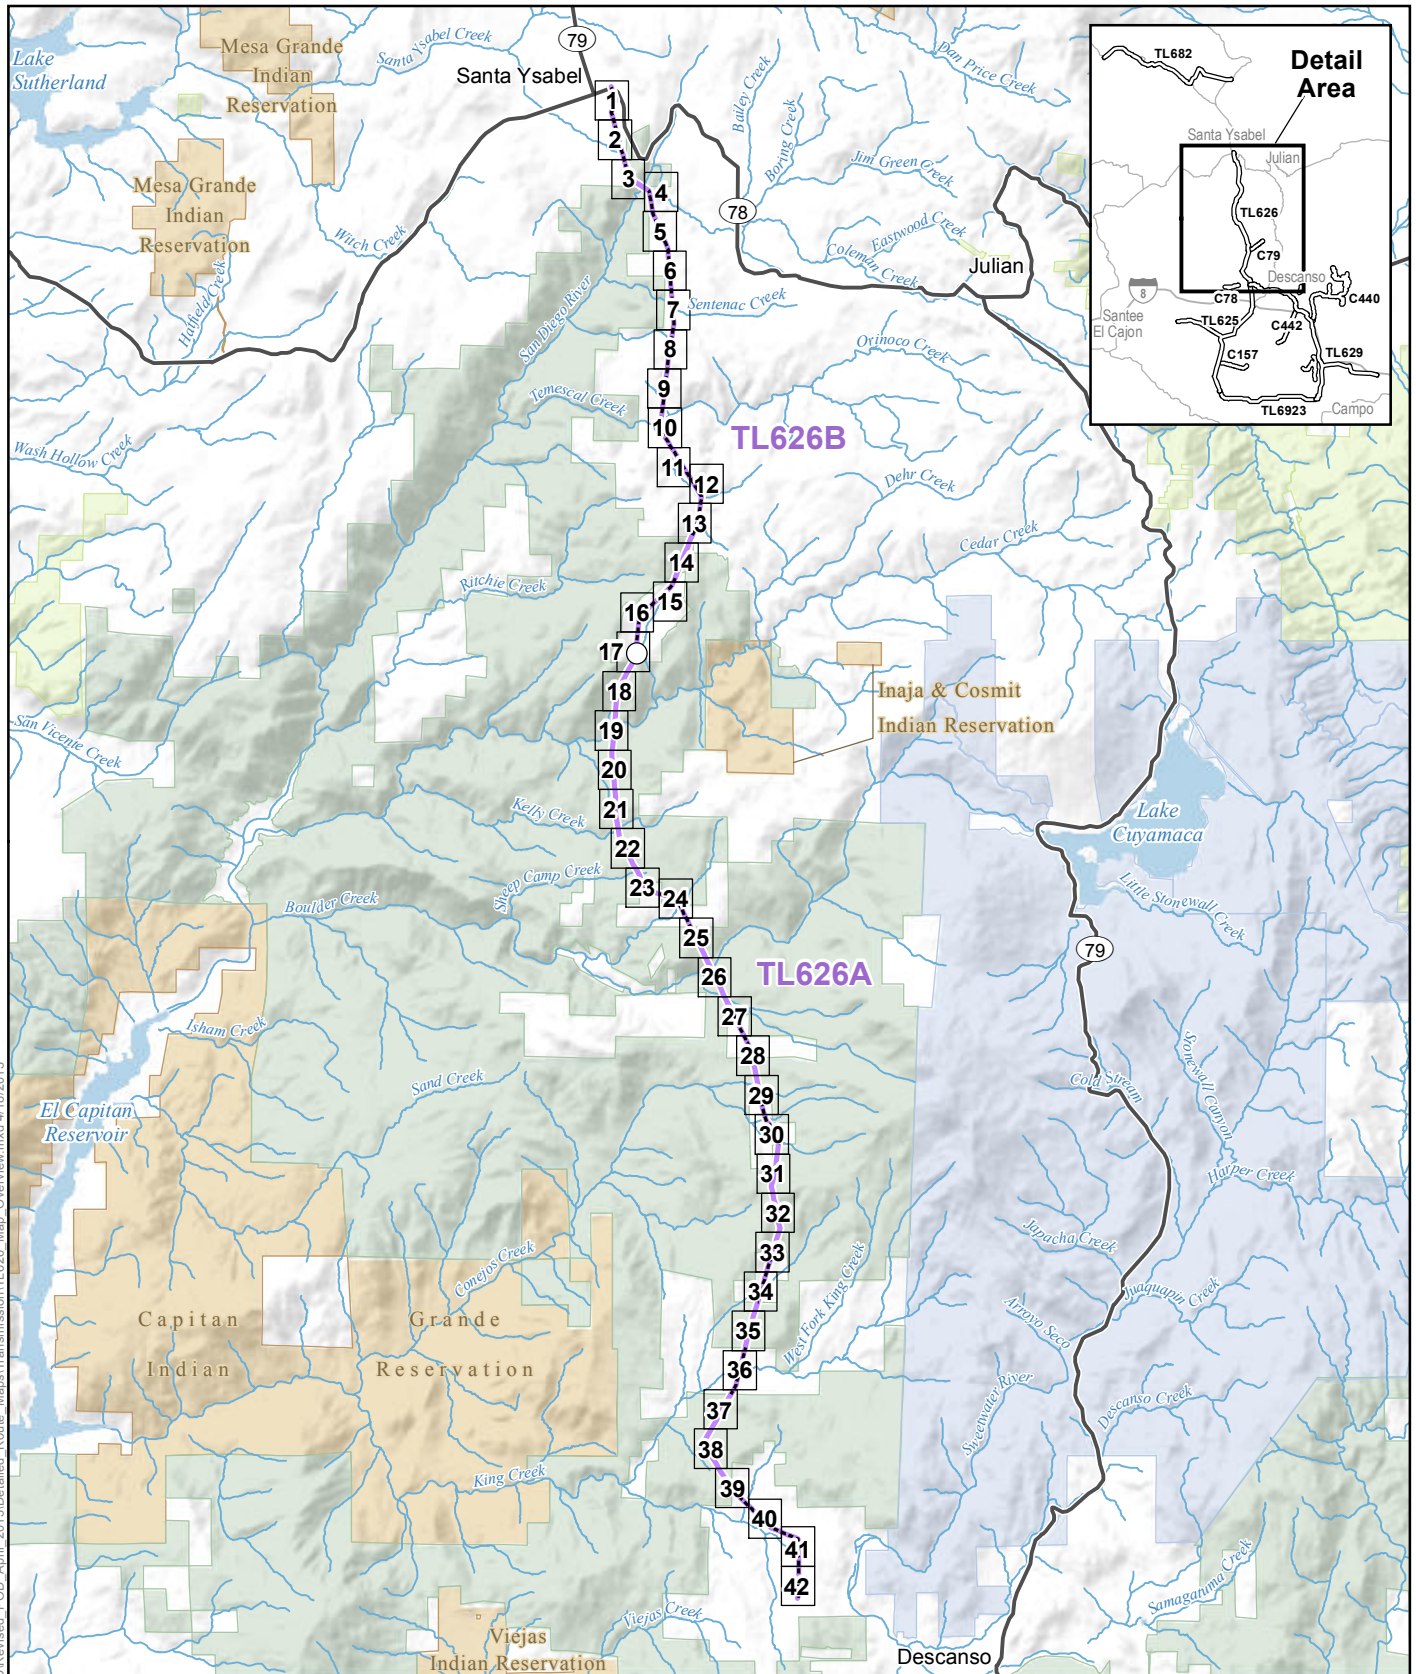 Lake
Sutherland
Mesa Grande
Indian
Reservation
Santa Ysabel Creek
79
Santa Ysabel
Bailey Creek
Boring Creek
Dan Price Creek
Jim Green Creek
Eastwood Creek
Coleman Creek
Julian
78
Mesa Grande
Indian
Reservation
Witch Creek
Hatfield Creek
San Diego River
Sentenac Creek
Orinoco Creek
Temescal Creek
Wash Hollow Creek
TL626B
Dehr Creek
Cedar Creek
Ritchie Creek
Inaja & Cosmit
Indian Reservation
San Vicente Creek
Kelly Creek
Sheep Camp Creek
Boulder Creek
Lake
Cuyamaca
Little Stonewall Creek
79
TL626A
Isham Creek
Sand Creek
El Capitan
Reservoir
Cold Stream
Stonewall Canyon
Harper Creek
Japacha Creek
Juaquapin Creek
Arroyo Seco
Conejos Creek
West Fork King Creek
Capitan
Grande
Indian
Reservation
Sweetwater River
Descanso Creek
King Creek
Samagatuma Creek
Viejas Creek
Viejas
Indian Reservation
Descanso
1
2
3
4
5
6
7
8
9
10
11
12
13
14
15
16
17
18
19
20
21
22
23
24
25
26
27
28
29
30
31
32
33
34
35
36
37
38
39
40
41
42
TL682
Detail
Area
Santa Ysabel
Julian
TL626
C79
Descanso
8
C78
C440
Santee
El Cajon
TL625
C442
C157
TL629
TL6923
Campo